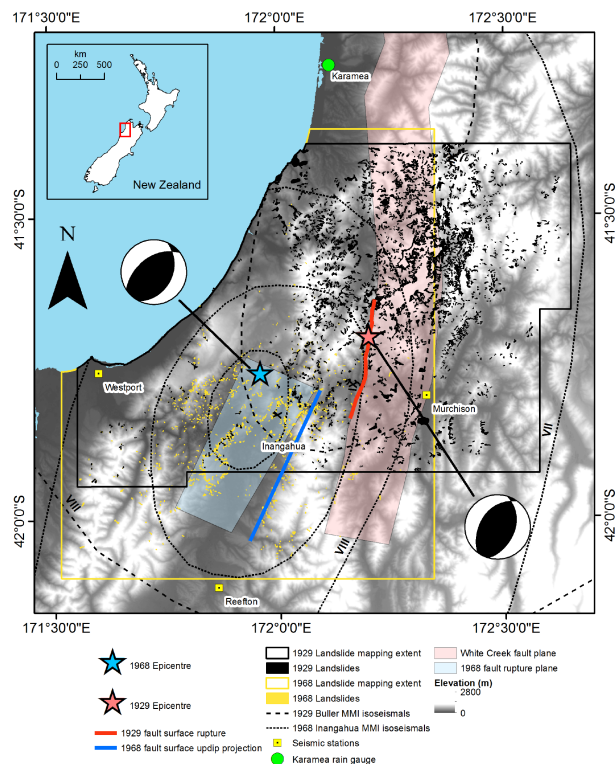 171°30'0"E
172°0'0"E
172°30'0"E
km
0 250 500
New Zealand
Karamea
41°30'0"S
41°30'0"S
N
Westport
Murchison
Inangahua
VII
VIII
VIII
42°0'0"S
42°0'0"S
Reefton
171°30'0"E
172°0'0"E
172°30'0"E
1968 Epicentre
1929 Epicentre
1929 fault surface rupture
1968 fault surface updip projection
1929 Landslide mapping extent
1929 Landslides
1968 Landslide mapping extent
1968 Landslides
1929 Buller MMI isoseismals
1968 Inangahua MMI isoseismals
Seismic stations
Karamea rain gauge
White Creek fault plane
1968 fault rupture plane
Elevation (m)
2800
0